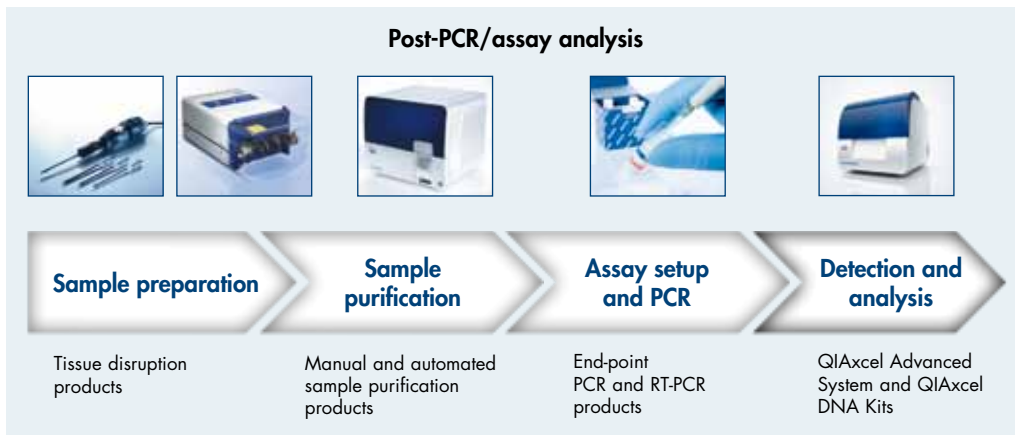 Post-PCR/assay analysis
Sample preparation
Sample
purification
Assay setup
and PCR
Detection and
analysis
Tissue disruption
products
Manual and automated
sample purification
products
End-point
PCR and RT-PCR
products
QIAxcel Advanced
System and QIAxcel
DNA Kits